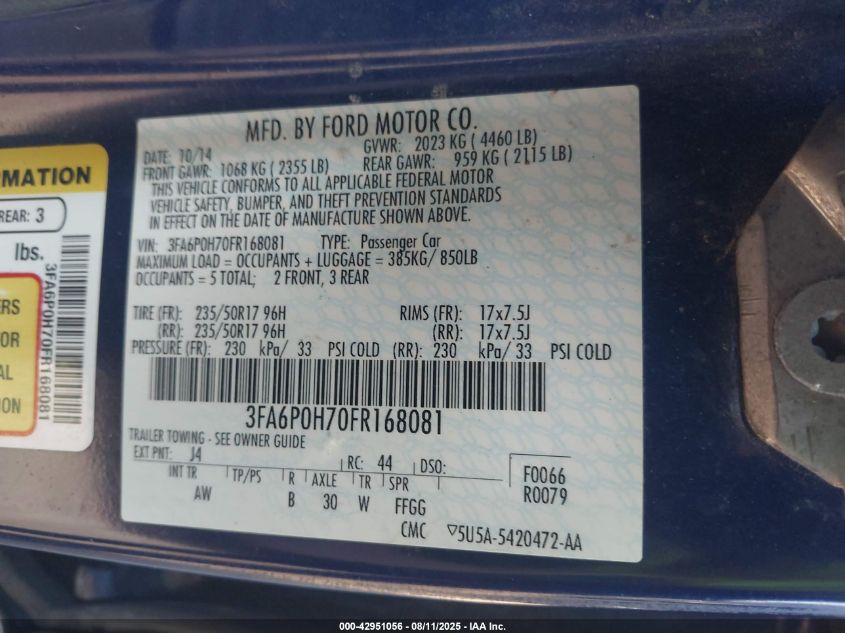 MFD. BY FORD MOTOR CO.
DATE: 10/14 GVWR: 2023 KG ( 4460 LB)
FRONT GAWR: 1068 KG ( 2355 LB) REAR GAWR: 959 KG ( 2115 LB)
THIS VEHICLE CONFORMS TO ALL APPLICABLE FEDERAL MOTOR
VEHICLE SAFETY, BUMPER, AND THEFT PREVENTION STANDARDS
IN EFFECT ON THE DATE OF MANUFACTURE SHOWN ABOVE.
VIN: 3FA6P0H70FR168081 TYPE: Passenger Car
MAXIMUM LOAD = OCCUPANTS + LUGGAGE = 385KG/ 850LB
OCCUPANTS = 5 TOTAL; 2 FRONT, 3 REAR
TIRE (FR): 235/50R17 96H RIMS (FR): 17x7.5J
(RR): 235/50R17 96H (RR): 17x7.5J
PRESSURE (FR): 230 kPa/ 33 PSI COLD (RR): 230 kPa/ 33 PSI COLD
3FA6P0H70FR168081
TRAILER TOWING - SEE OWNER GUIDE
EXT PNT: J4 RC: 44 DSO: F0066
INT TR TP/PS R AXLE TR SPR R0079
AW B 30 W FFGG
CMC ▽5U5A-5420472-AA
RMATION
REAR: 3
lbs.
ERS
TOR
AL
TION
3FA6P0H70FR168081
000-42951056 - 08/11/2025 - IAA Inc.